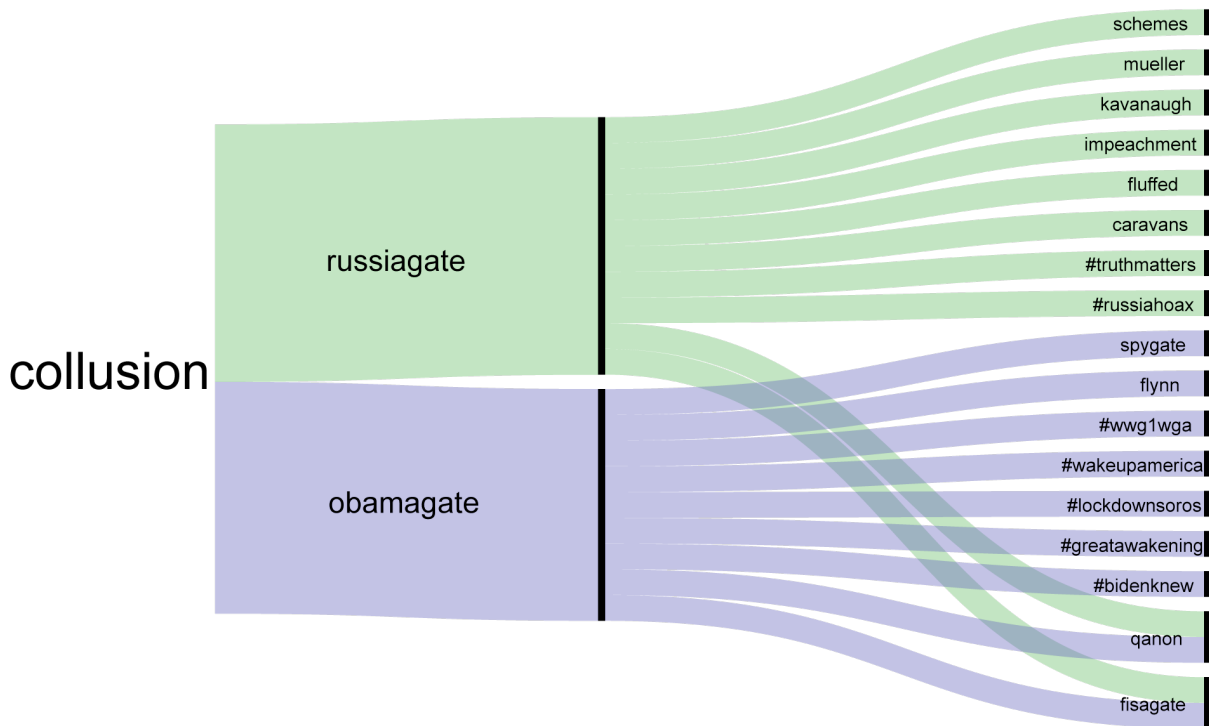 collusion
russiagate
obamagate
schemes
mueller
kavanaugh
impeachment
fluffed
caravans
#truthmatters
#russiahoax
spygate
flynn
#wwg1wga
#wakeupamerica
#lockdownsoros
#greatawakening
#bidenknew
qanon
fisagate